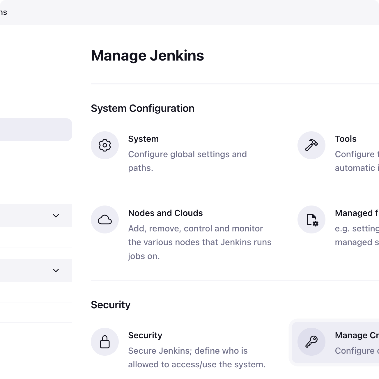 Manage Jenkins
System Configuration
System
Configure global settings and
paths.
Tools
Configure
automatic
Nodes and Clouds
Add, remove, control and monitor
the various nodes that Jenkins runs
jobs on.
Managed
e.g. setting
managed
Security
Security
Secure Jenkins; define who is
allowed to access/use the system.
Manage
Configure